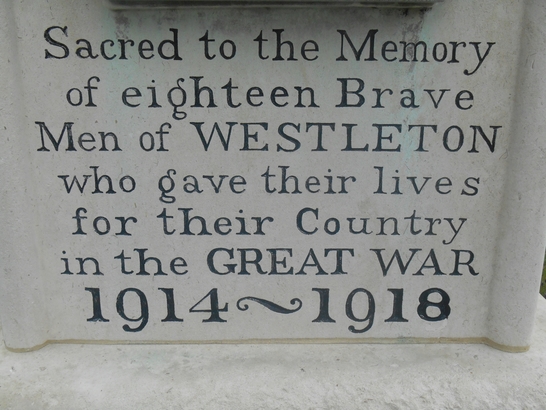 Sacred to the Memory
of eighteen Brave
Men of WESTLETON
who gave their lives
for their Country
in the GREAT WAR
1914~1918